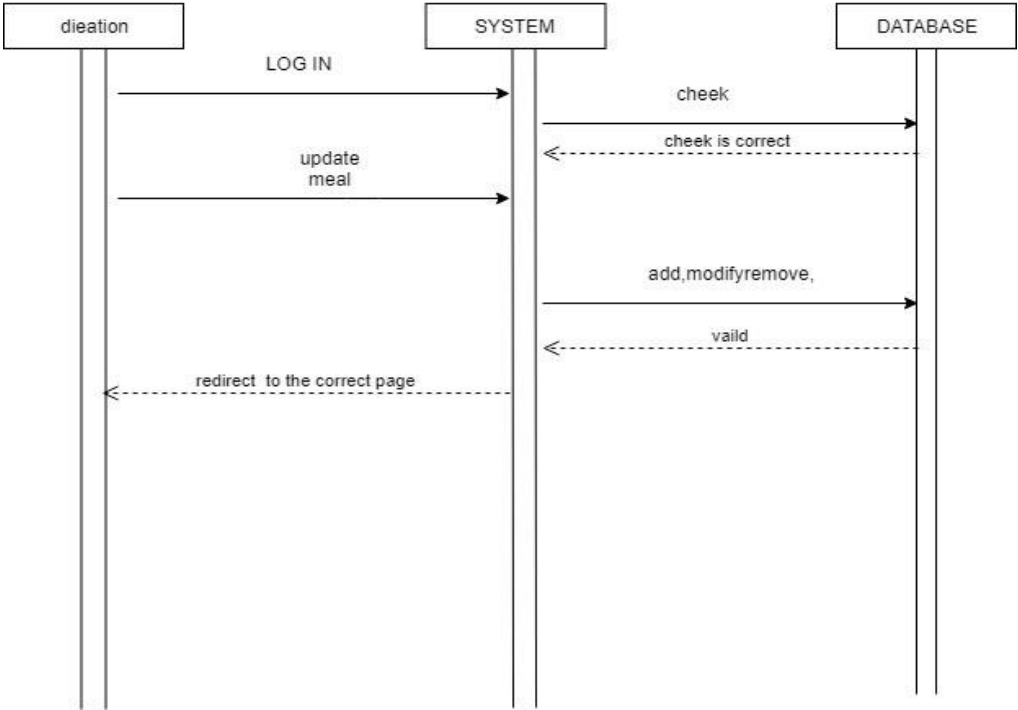 dieation
SYSTEM
DATABASE
LOG IN
cheek
cheek is correct
update
meal
add,modifyremove,
vaild
redirect to the correct page